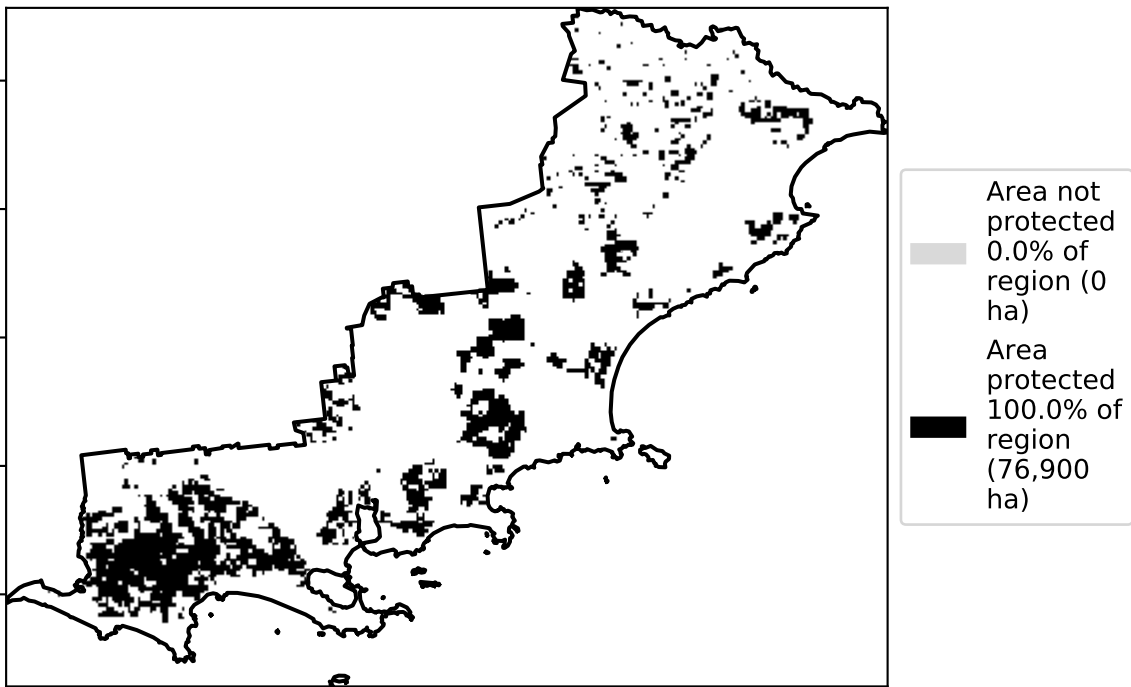 Area not
protected
0.0% of
region (0
ha)
Area
protected
100.0% of
region
(76,900
ha)